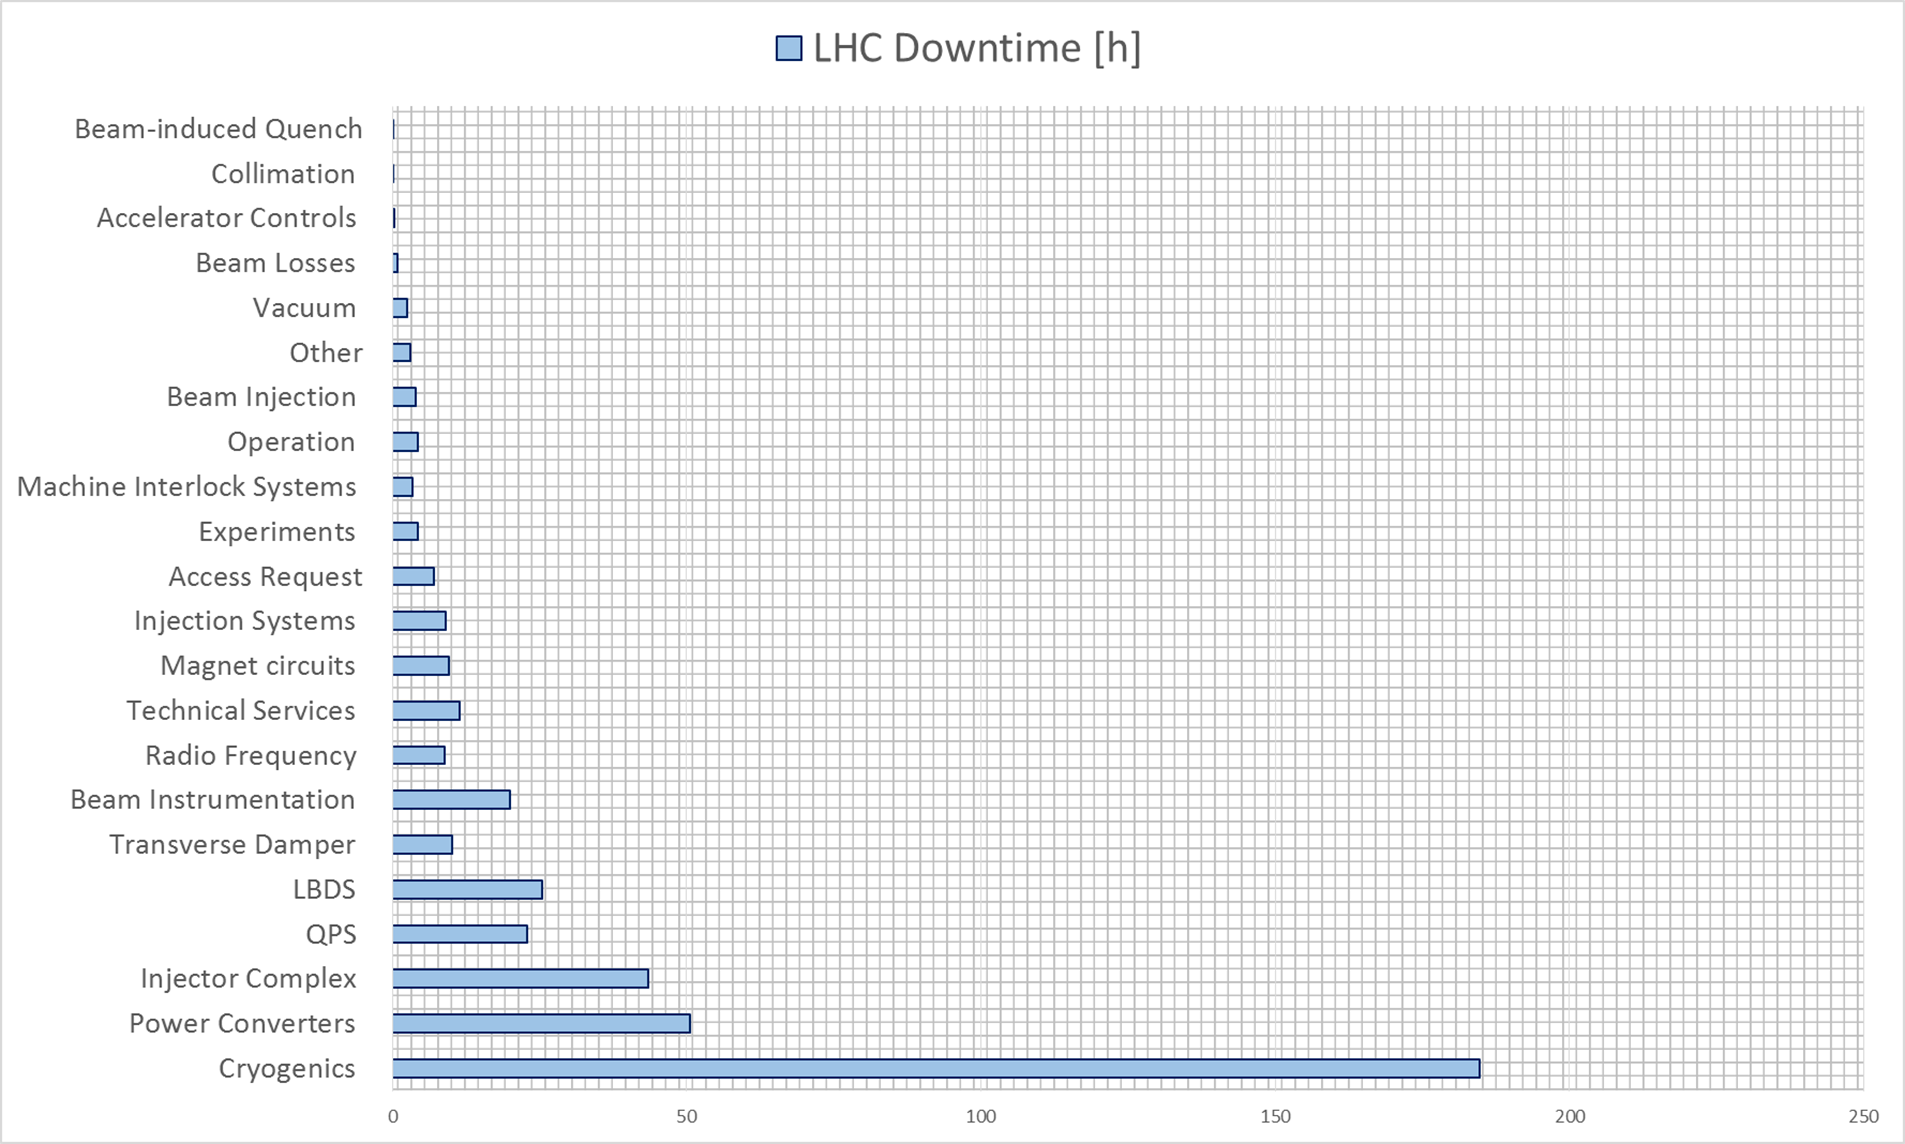 LHC Downtime [h]
Beam-induced Quench
Collimation
Accelerator Controls
Beam Losses
Vacuum
Other
Beam Injection
Operation
Machine Interlock Systems
Experiments
Access Request
Injection Systems
Magnet circuits
Technical Services
Radio Frequency
Beam Instrumentation
Transverse Damper
LBDS
QPS
Injector Complex
Power Converters
Cryogenics
0 50 100 150 200 250